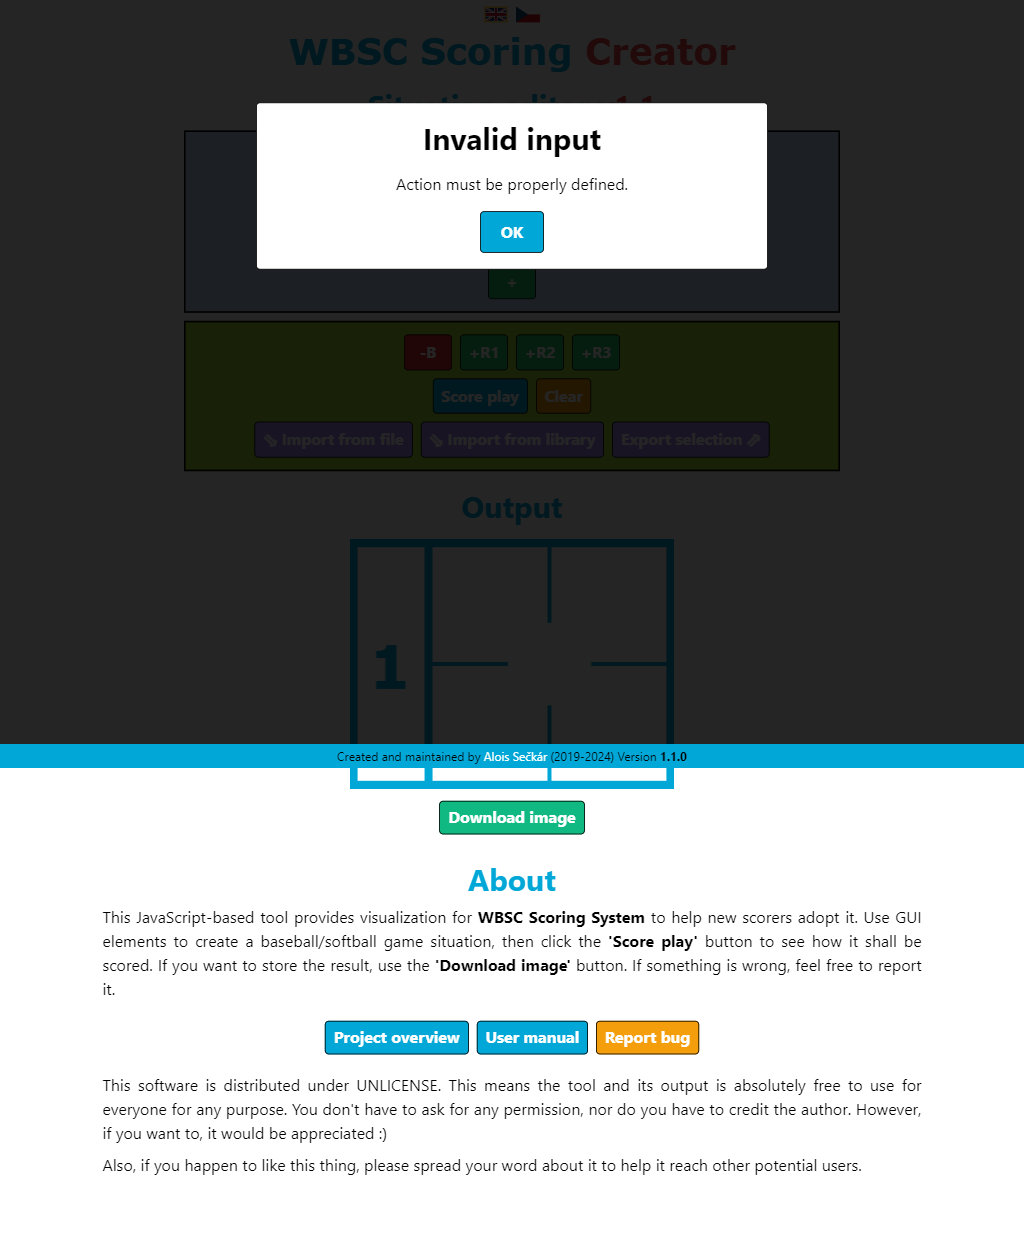 WBSC Scoring Creator
Invalid input
Action must be properly defined.
OK
+
-B +R1 +R2 +R3
Score play Clear
Import from file Import from library Export selection
Output
1
Created and maintained by Alois Sečkár (2019-2024) Version 1.1.0
Download image
About
This JavaScript-based tool provides visualization for WBSC Scoring System to help new scorers adopt it. Use GUI
elements to create a baseball/softball game situation, then click the 'Score play' button to see how it shall be
scored. If you want to store the result, use the 'Download image' button. If something is wrong, feel free to report
it.
Project overview User manual Report bug
This software is distributed under UNLICENSE. This means the tool and its output is absolutely free to use for
everyone for any purpose. You don't have to ask for any permission, nor do you have to credit the author. However,
if you want to, it would be appreciated :)
Also, if you happen to like this thing, please spread your word about it to help it reach other potential users.